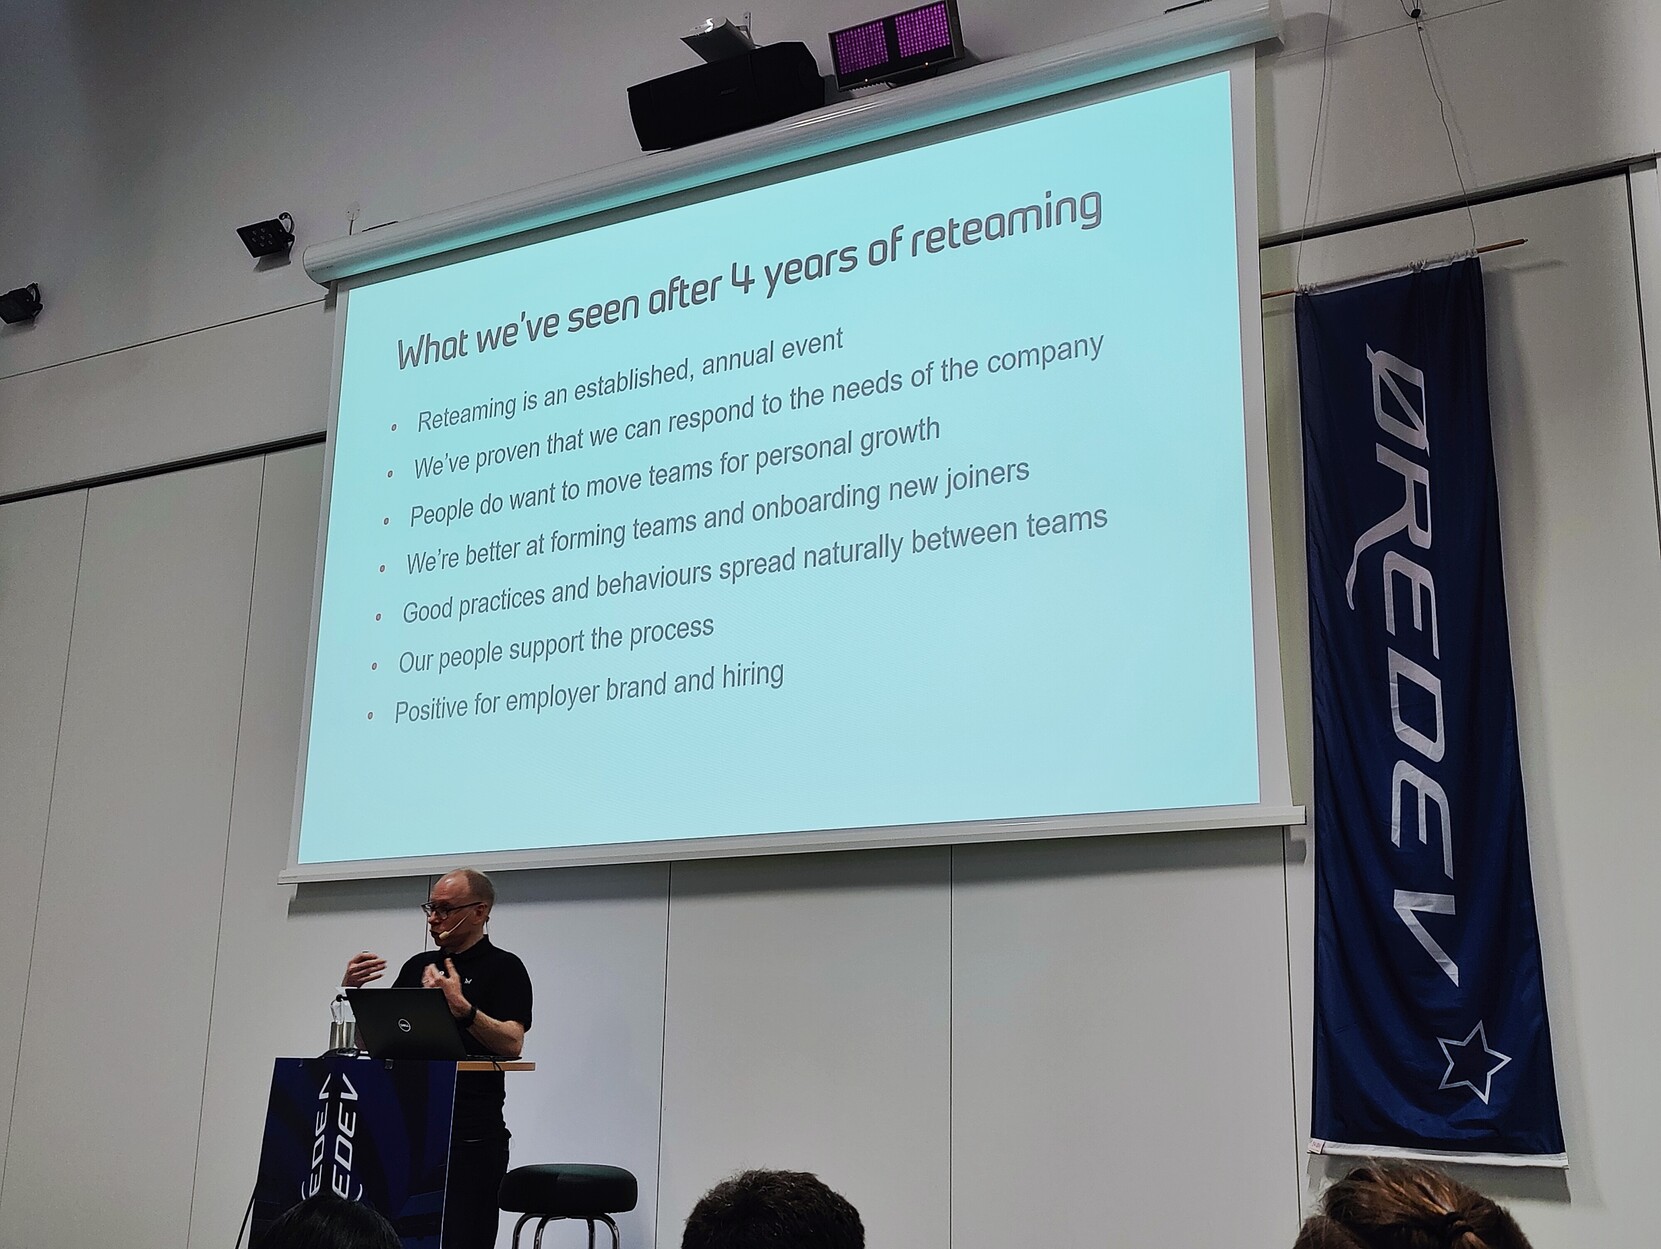 What we've seen after 4 years of reteaming
Reteaming is an established, annual event
We've proven that we can respond to the needs of the company
People do want to move teams for personal growth
We're better at forming teams and onboarding new joiners
Good practices and behaviours spread naturally between teams
Our people support the process
Positive for employer brand and hiring
ØREDEV
DELL
EDEV
EDEV